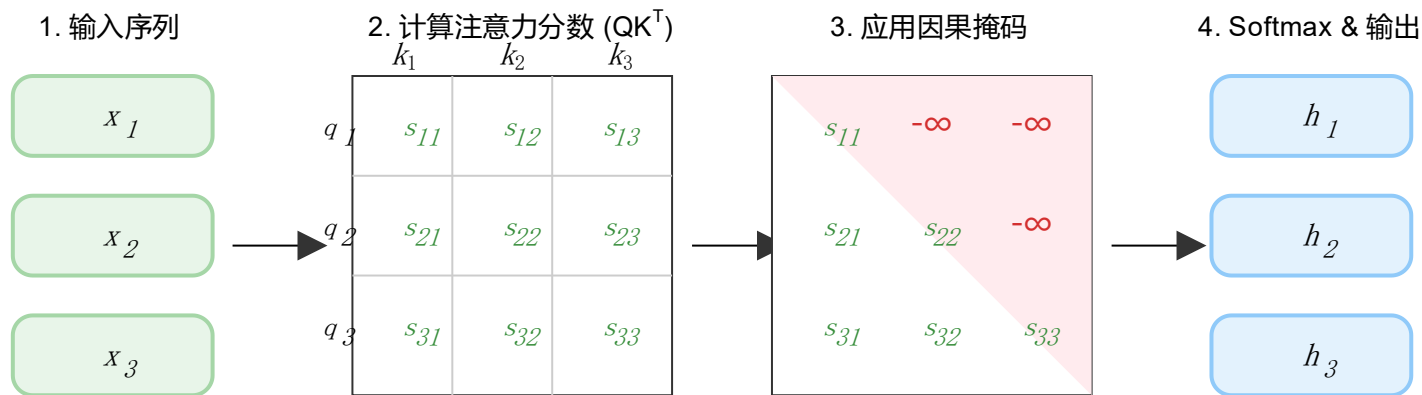 1. 输入序列
2. 计算注意力分数 (QKᵀ)
3. 应用因果掩码
4. Softmax & 输出
k₁ k₂ k₃
x₁
q₁ s₁₁ s₁₂ s₁₃
s₁₁ -∞ -∞
h₁
x₂
q₂ s₂₁ s₂₂ s₂₃
s₂₁ s₂₂ -∞
h₂
x₃
q₃ s₃₁ s₃₂ s₃₃
s₃₁ s₃₂ s₃₃
h₃